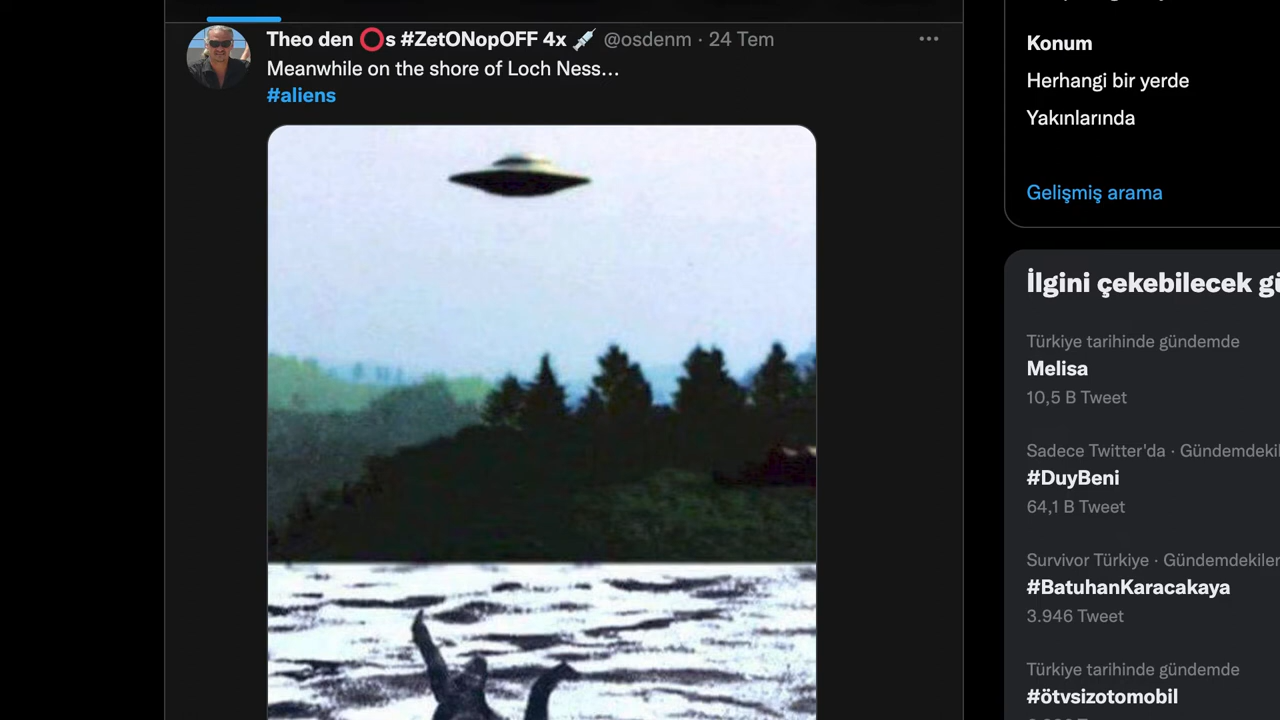 Theo den ⭕s #ZetONopOFF 4x 💉 @osdenm · 24 Tem
Meanwhile on the shore of Loch Ness...
#aliens
Konum
Herhangi bir yerde
Yakınlarında
Gelişmiş arama
İlgini çekebilecek
Türkiye tarihinde gündemde
Melisa
10,5 B Tweet
Sadece Twitter'da ·
#DuyBeni
64,1 B Tweet
Survivor Türkiye · Gündemdekiler
#BatuhanKaracakaya
3.946 Tweet
Türkiye tarihinde gündemde
#ötvsizotomobil